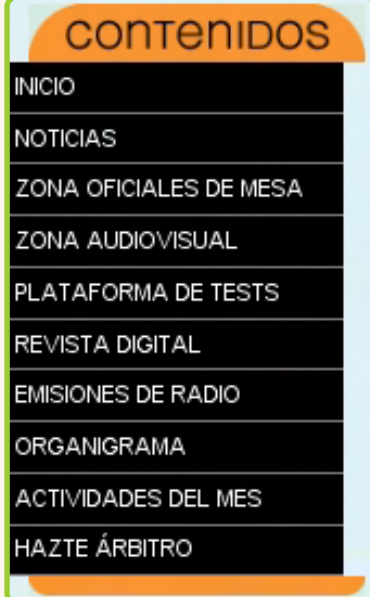 CONTENIDOS
INICIO
NOTICIAS
ZONA OFICIALES DE MESA
ZONA AUDIOVISUAL
PLATAFORMA DE TESTS
REVISTA DIGITAL
EMISIONES DE RADIO
ORGANIGRAMA
ACTIVIDADES DEL MES
HAZTE ÁRBITRO